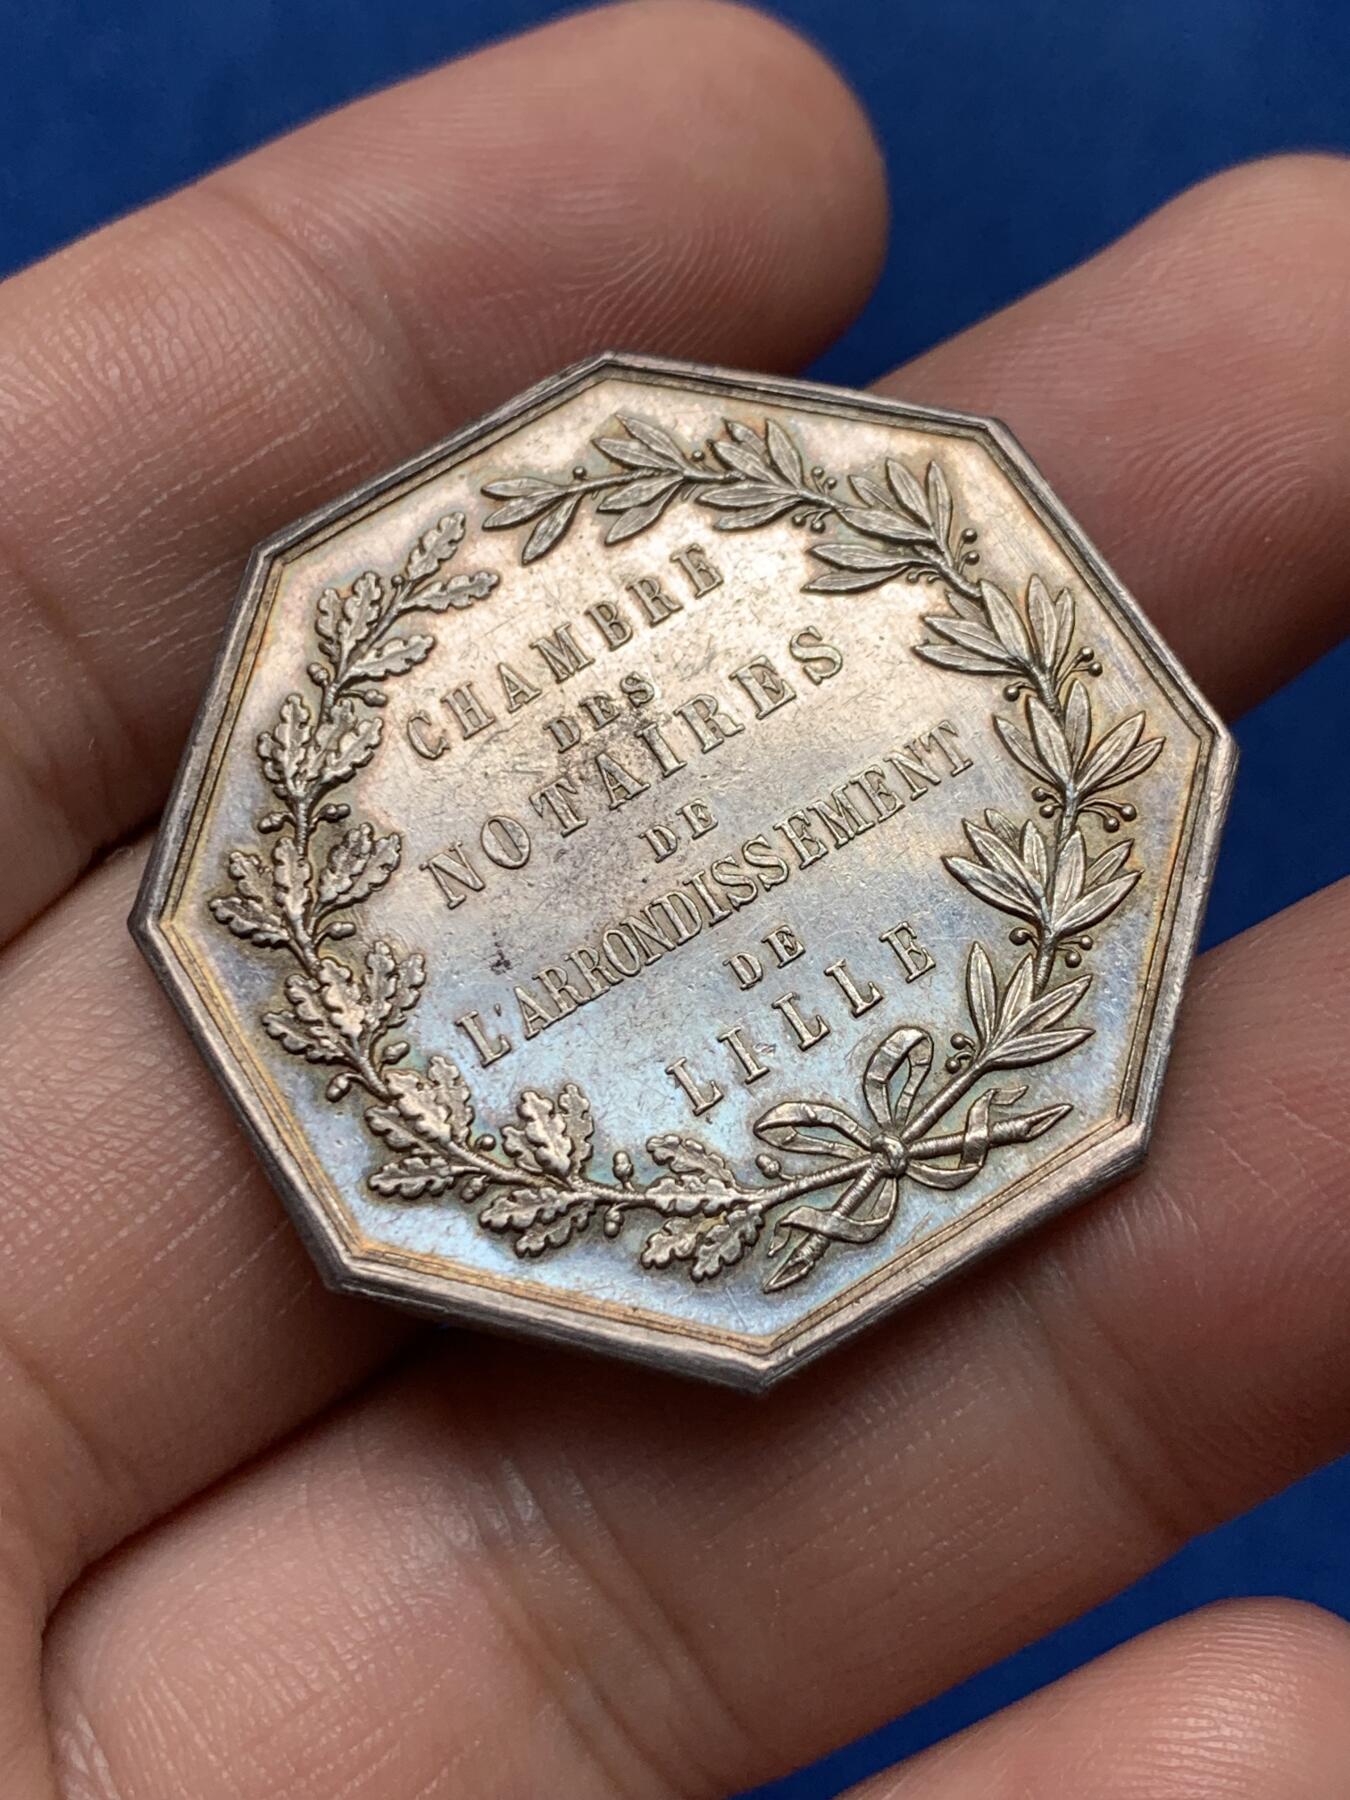 CHAMBRE
DES
NOTAIRES
DE
L'ARRONDISSEMENT
DE
LILLE